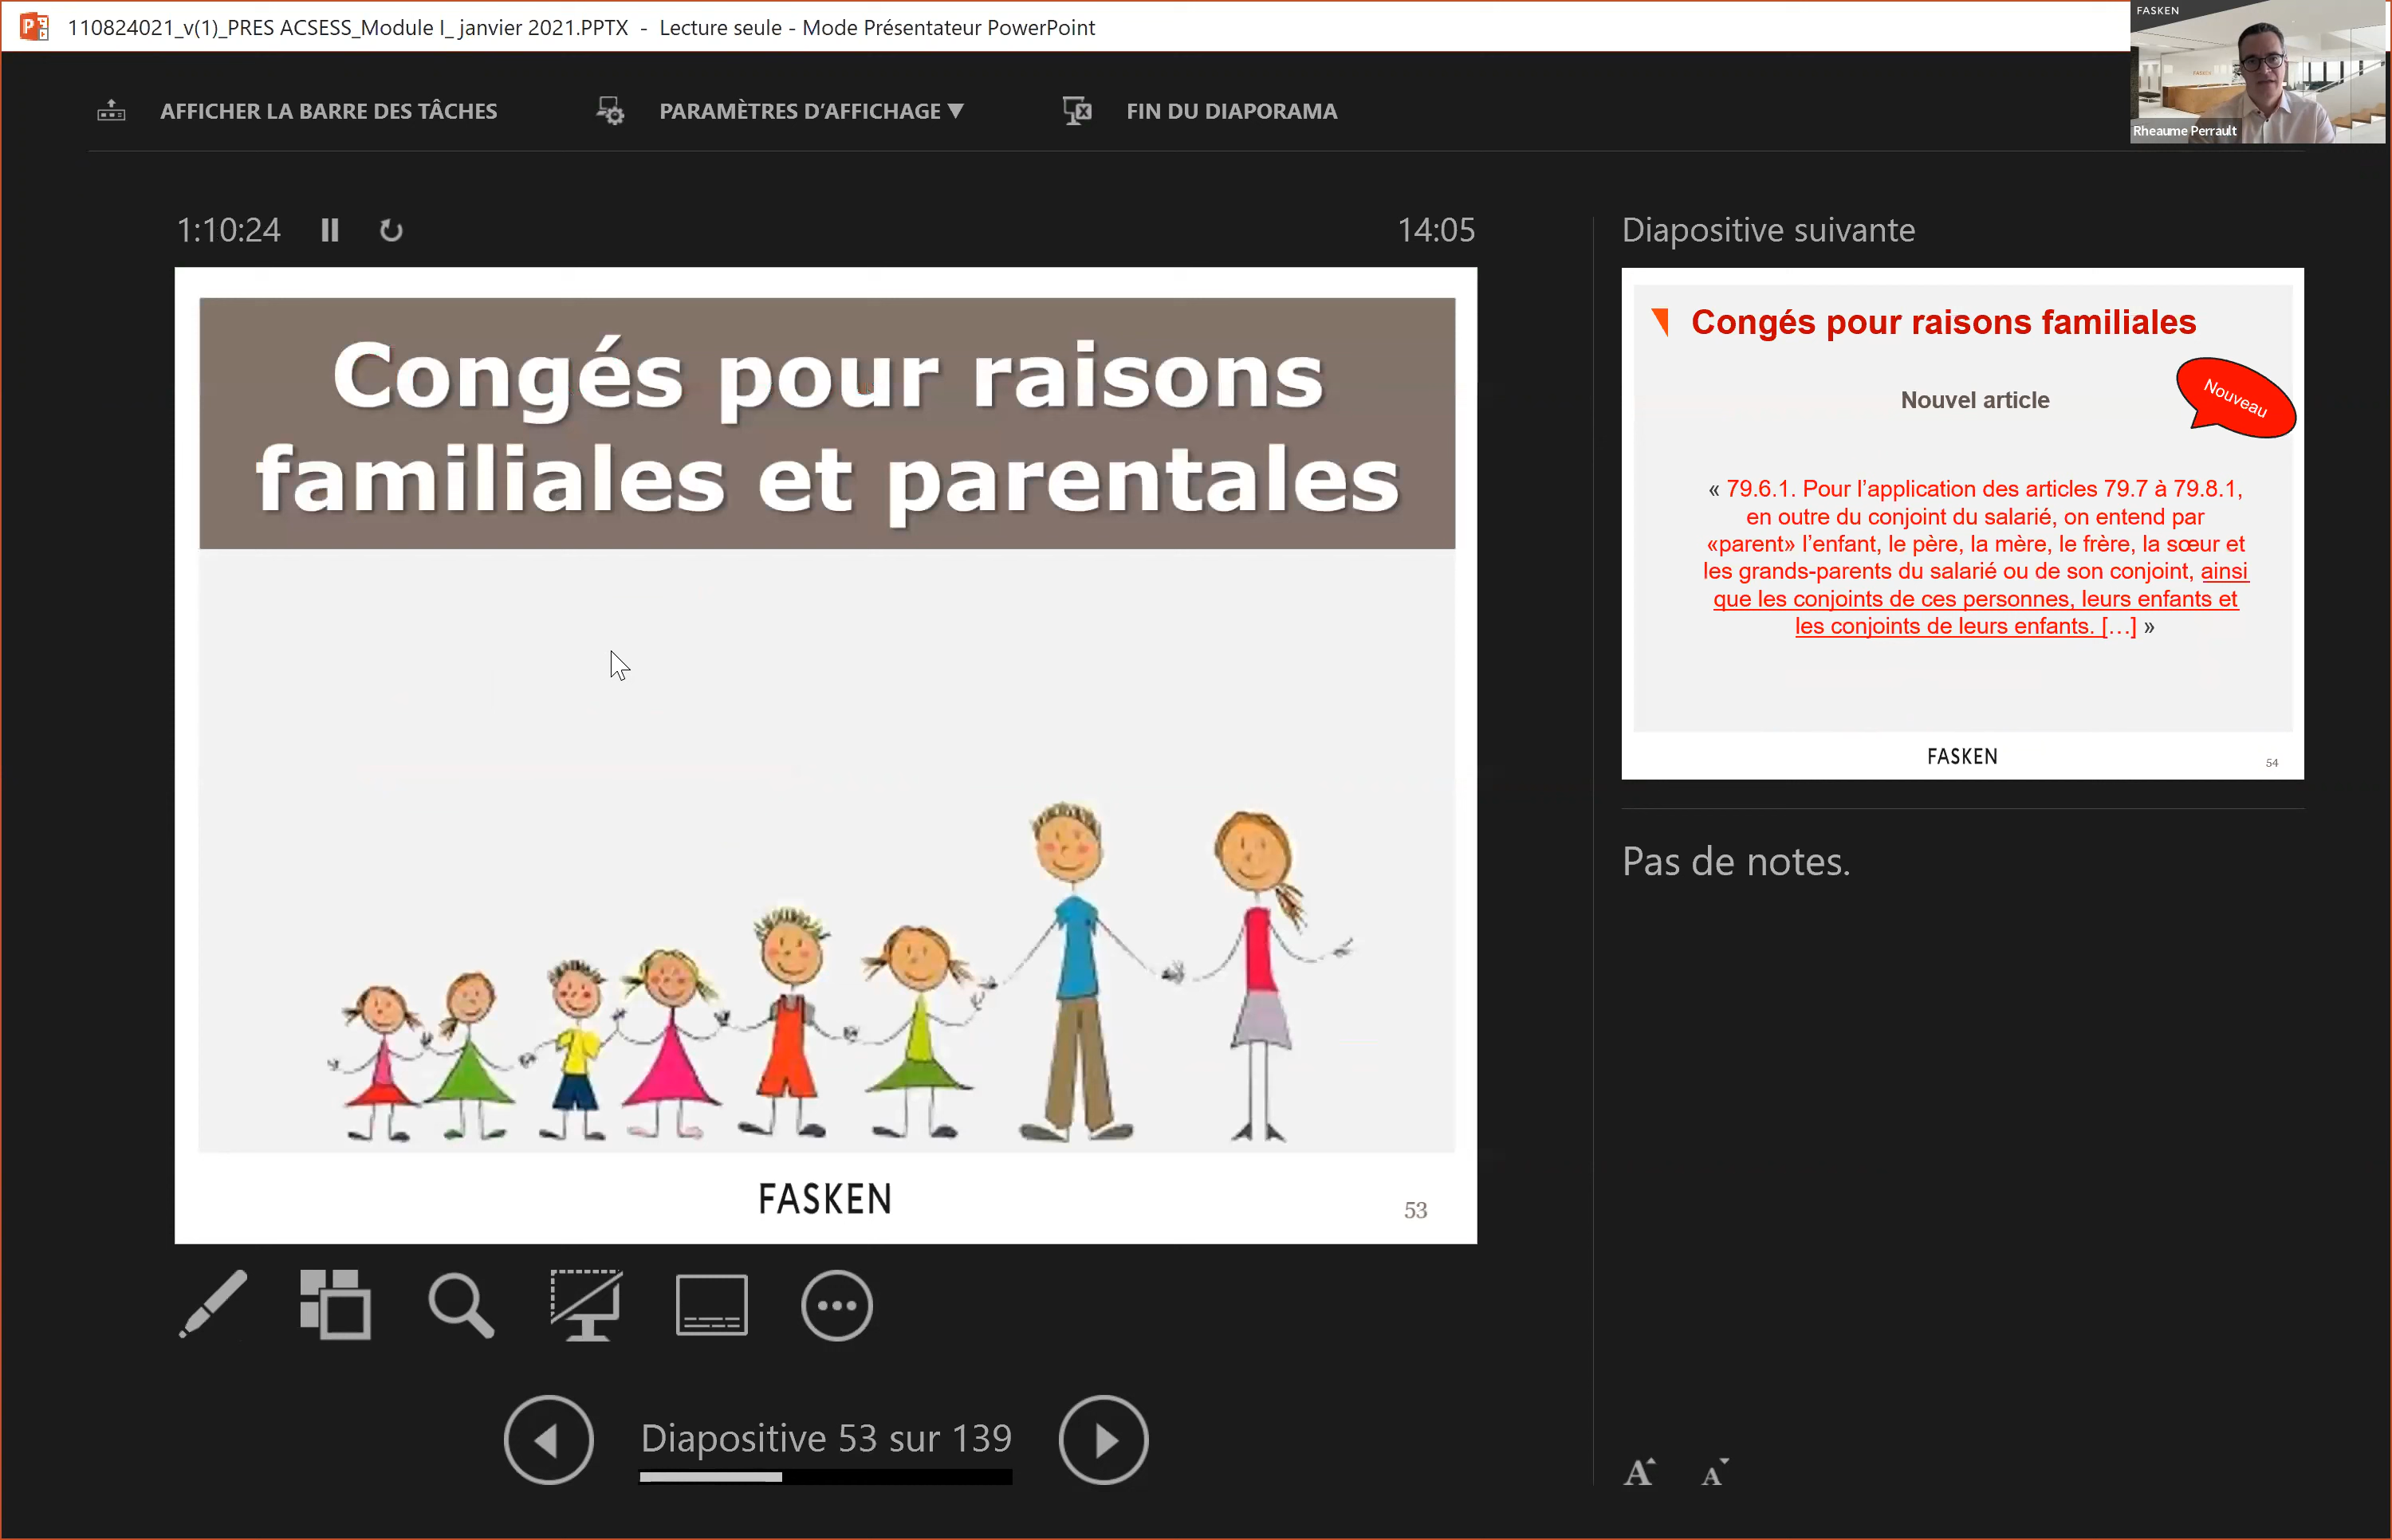 110824021_v(1)_PRES ACSESS_Module I_ janvier 2021.PPTX - Lecture seule - Mode Présentateur PowerPoint
FASKEN
Rheaume Perrault
AFFICHER LA BARRE DES TÂCHES
PARAMÈTRES D'AFFICHAGE ▼
FIN DU DIAPORAMA
1:10:24
14:05
Congés pour raisons
familiales et parentales
FASKEN
53
Diapositive 53 sur 139
Diapositive suivante
Congés pour raisons familiales
Nouveau
Nouvel article
« 79.6.1. Pour l'application des articles 79.7 à 79.8.1,
en outre du conjoint du salarié, on entend par
«parent» l'enfant, le père, la mère, le frère, la sœur et
les grands-parents du salarié ou de son conjoint, ainsi
que les conjoints de ces personnes, leurs enfants et
les conjoints de leurs enfants. […] »
FASKEN
54
Pas de notes.
A A